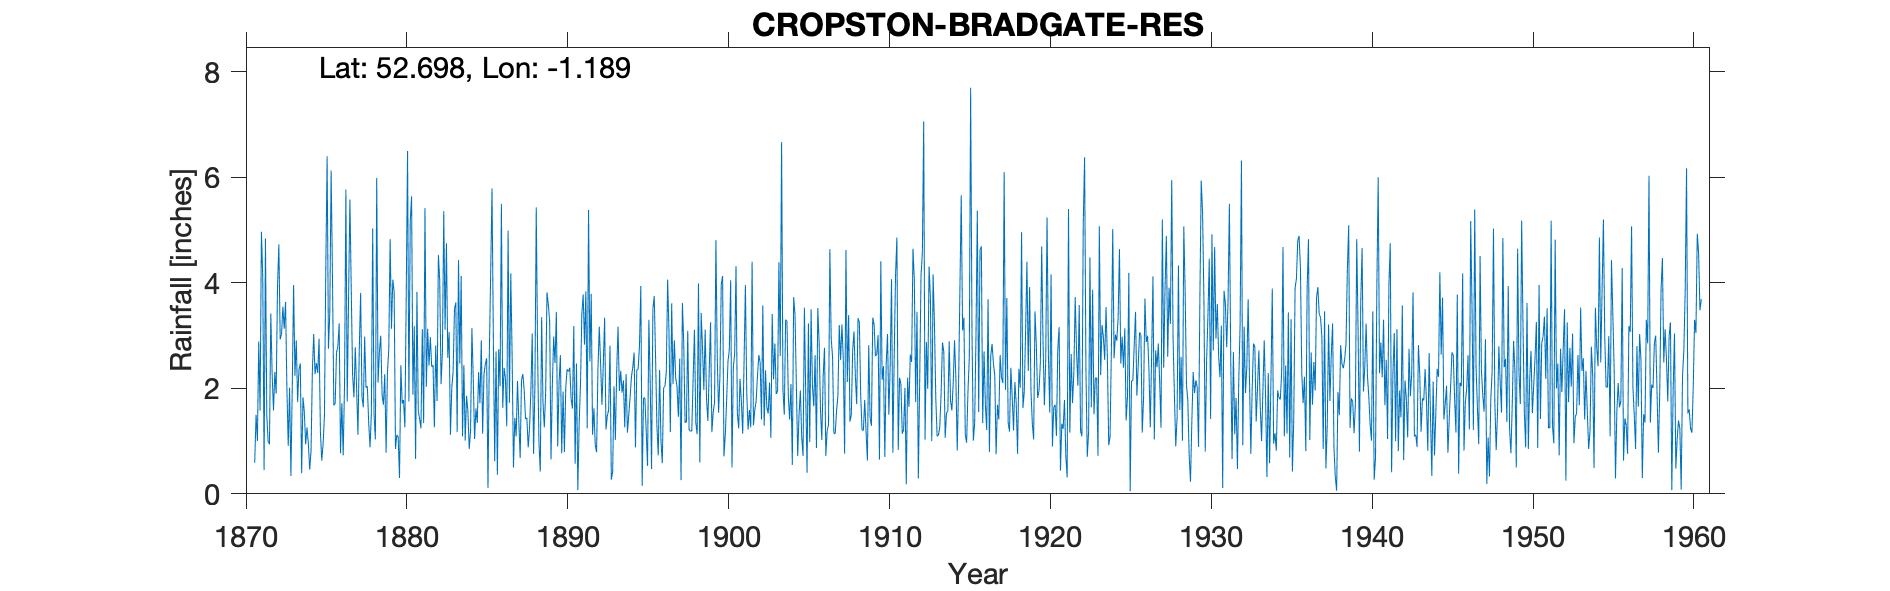 CROPSTON-BRADGATE-RES
Lat: 52.698, Lon: -1.189
8
6
4
2
0
Rainfall [inches]
1870 1880 1890 1900 1910 1920 1930 1940 1950 1960
Year